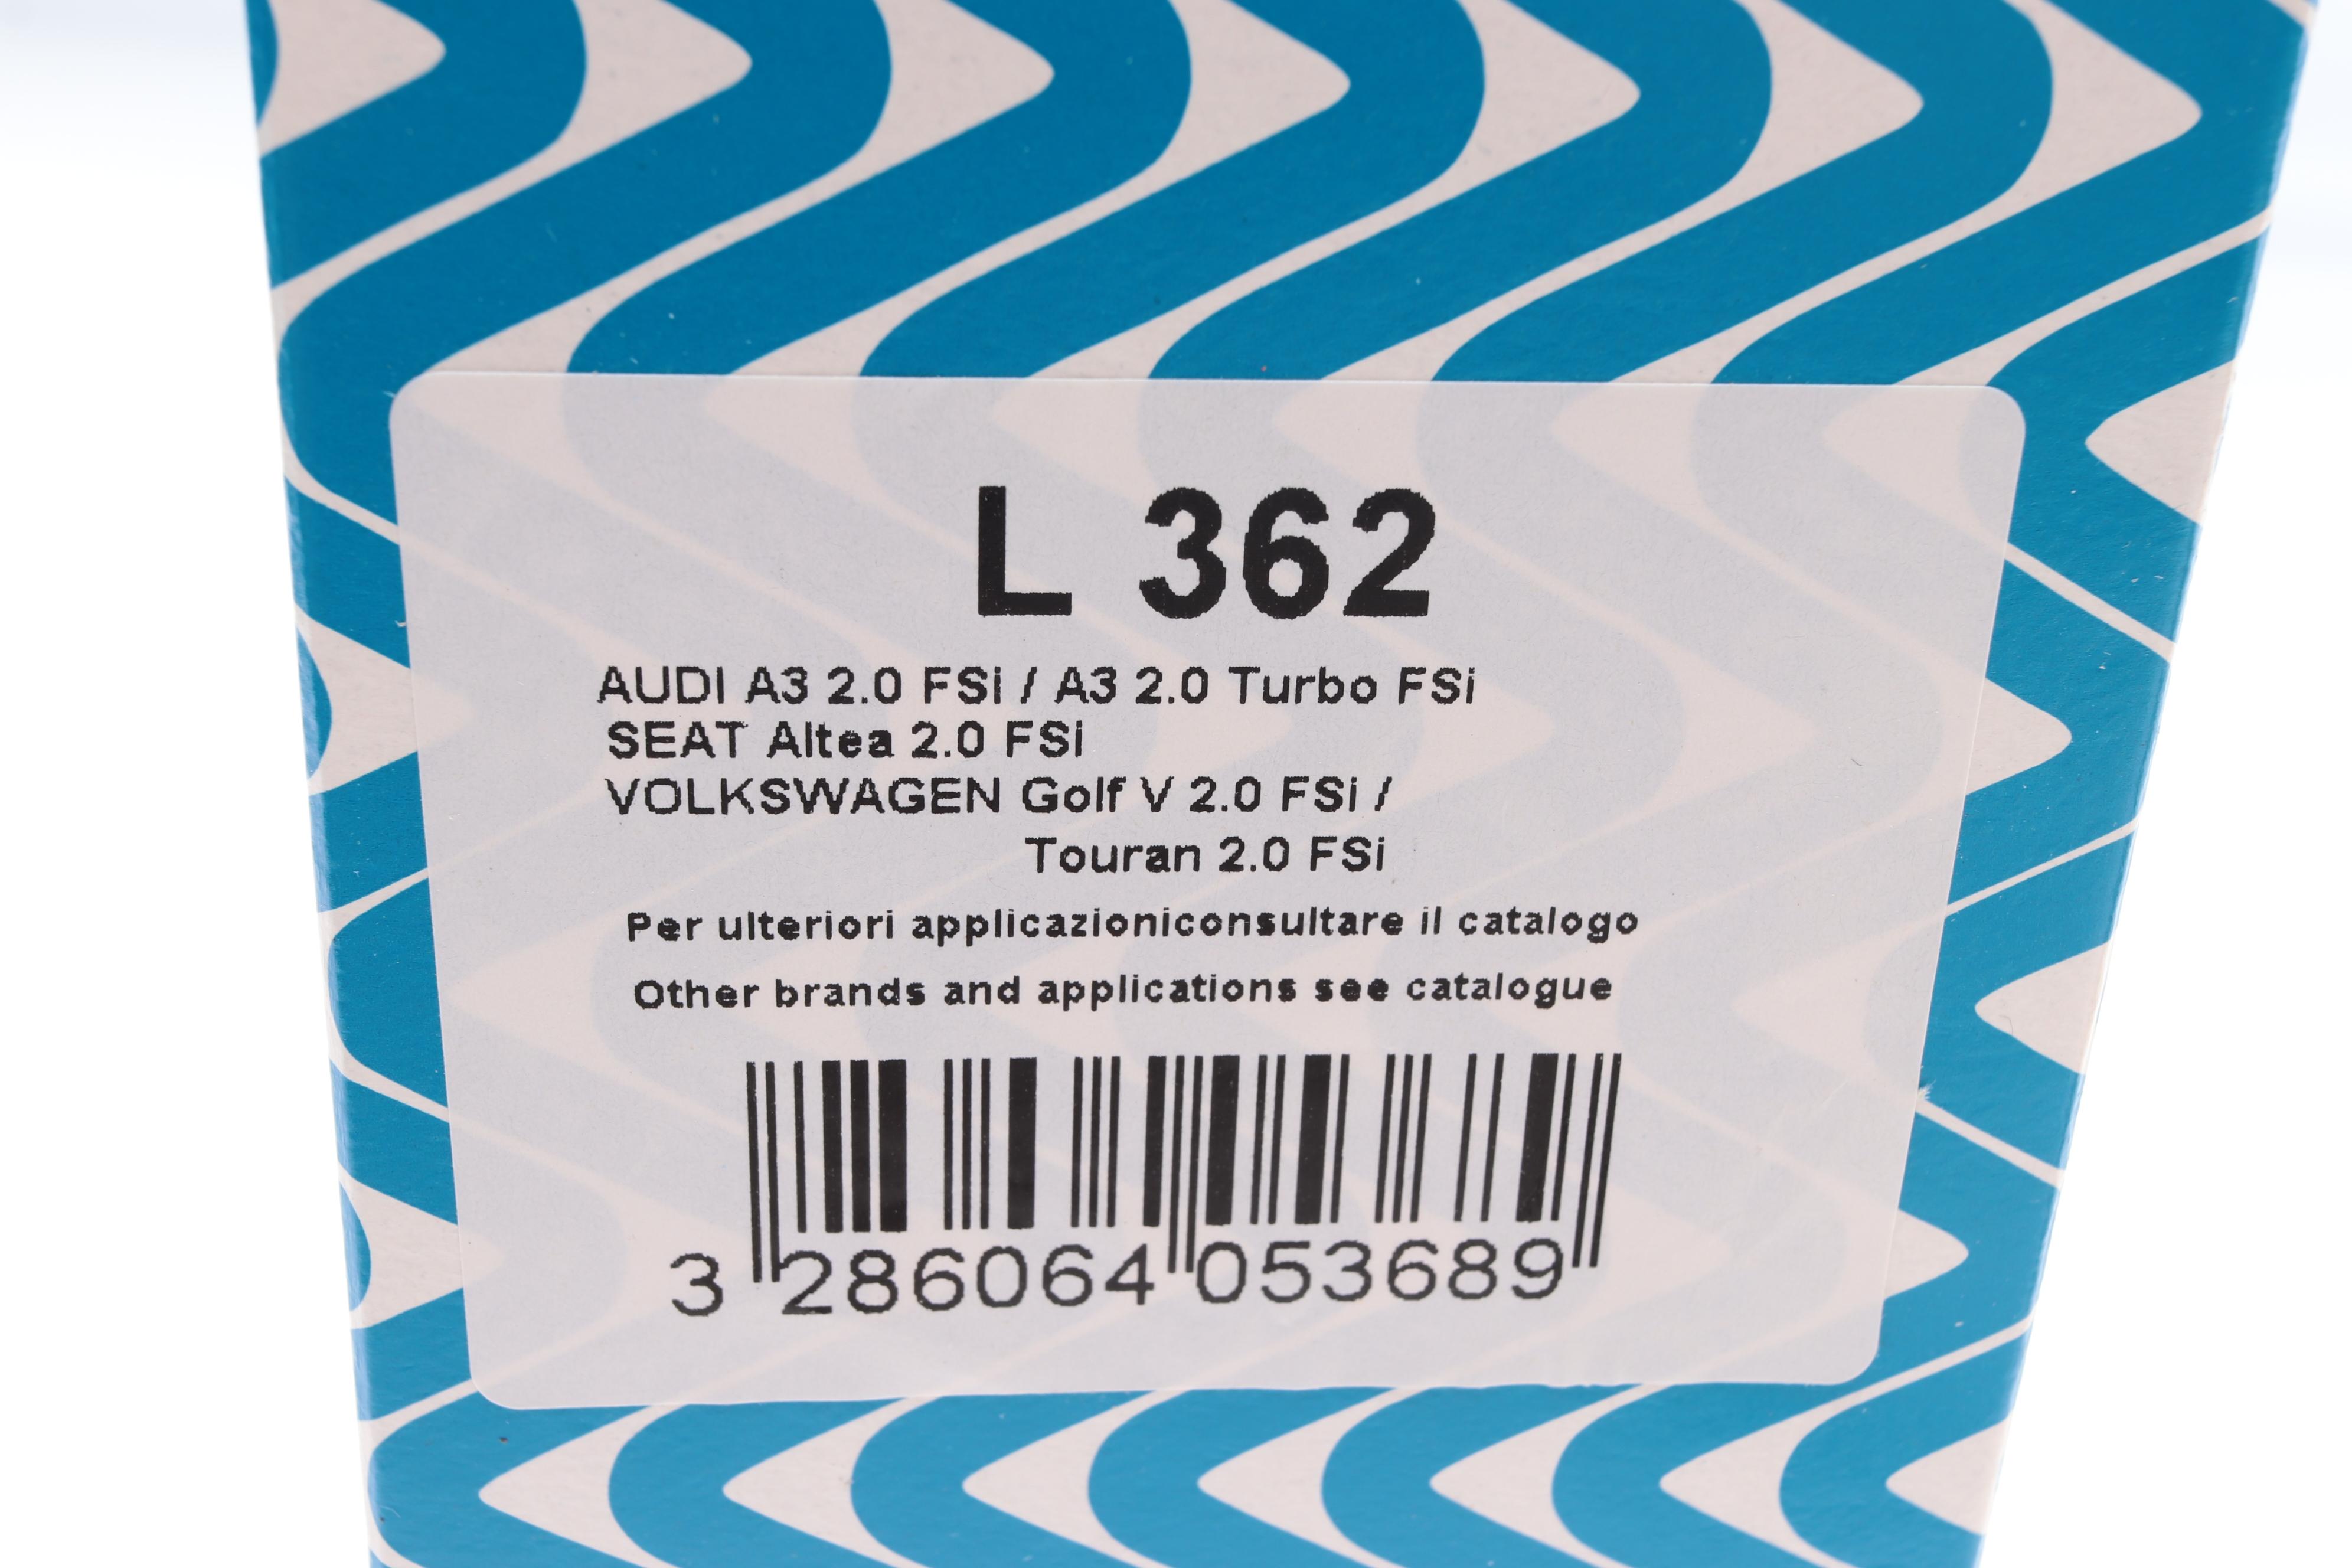 L 362
AUDI A3 2.0 FSi / A3 2.0 Turbo FSi
SEAT Altea 2.0 FSi
VOLKSWAGEN Golf V 2.0 FSi /
Touran 2.0 FSi
Per ulteriori applicazioniconsultare il catalogo
Other brands and applications see catalogue
3 286064 053689